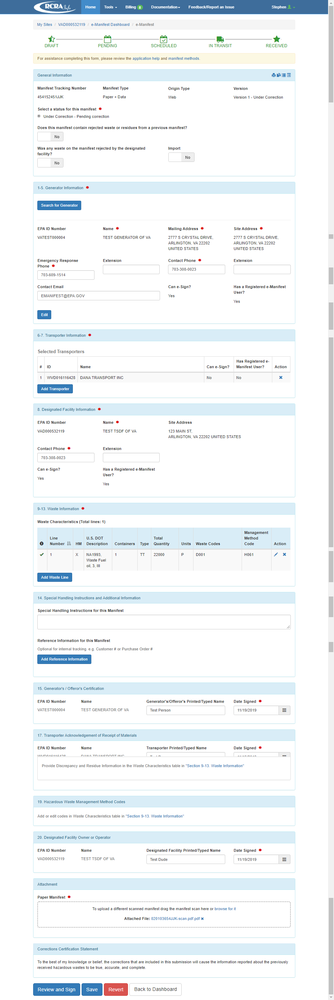 RCRAInfo Home Tools Billing 8 Documentation Feedback/Report an Issue Stephen
My Sites / VAD000532119 / e-Manifest Dashboard / e-Manifest
DRAFT PENDING SCHEDULED IN TRANSIT RECEIVED
For assistance completing this form, please review the application help and manifest methods.
General Information
Manifest Tracking Number Manifest Type Origin Type Version
454152451JJK Paper + Data Web Version 1 - Under Correction
Select a status for this manifest
Under Correction - Pending correction
Does this manifest contain rejected waste or residues from a previous manifest?
No
Was any waste on the manifest rejected by the designated facility?
No
Import
No
1-5. Generator Information
Search for Generator
EPA ID Number Name Mailing Address Site Address
VATEST000004 TEST GENERATOR OF VA 2777 S CRYSTAL DRIVE, 2777 S CRYSTAL DRIVE,
ARLINGTON, VA 22202 ARLINGTON, VA 22202
UNITED STATES UNITED STATES
Emergency Response Phone Extension Contact Phone Extension
703-609-1514 703-308-0023
Contact Email Can e-Sign? Has a Registered e-Manifest User?
EMANIFEST@EPA.GOV Yes Yes
Edit
6-7. Transporter Information
Selected Transporters
# ID Name Can e-Sign? Has Registered e-Manifest User? Action
1 WVD016116428 DANA TRANSPORT INC No No
Add Transporter
8. Designated Facility Information
EPA ID Number Name Site Address
VAD000532119 TEST TSDF OF VA 123 MAIN ST,
ARLINGTON, VA 22202 UNITED STATES
Contact Phone Extension
703-308-0023
Can e-Sign? Has a Registered e-Manifest User?
Yes Yes
9-13. Waste Information
Waste Characteristics (Total lines: 1)
Line Number HM U.S. DOT Description Containers Type Total Quantity Units Waste Codes Management Method Code Action
1 X NA1993, Waste Fuel oil, 3, III 1 TT 22000 P D001 H061
Add Waste Line
14. Special Handling Instructions and Additional Information
Special Handling Instructions for this Manifest
Reference Information for this Manifest
Optional for internal tracking. e.g. Customer # or Purchase Order #
Add Reference Information
15. Generator's / Offeror's Certification
EPA ID Number Name Generator's/Offeror's Printed/Typed Name Date Signed
VATEST000004 TEST GENERATOR OF VA Test Person 11/19/2019
17. Transporter Acknowledgement of Receipt of Materials
EPA ID Number Name Transporter Printed/Typed Name Date Signed
WVD016116428 DANA TRANSPORT INC
Provide Discrepancy and Residue Information in the Waste Characteristics table in "Section 9-13. Waste Information"
19. Hazardous Waste Management Method Codes
Add or edit codes in Waste Characteristics table in "Section 9-13. Waste Information"
20. Designated Facility Owner or Operator
EPA ID Number Name Designated Facility Printed/Typed Name Date Signed
VAD000532119 TEST TSDF OF VA Test Dude 11/19/2019
Attachment
Paper Manifest
To upload a different scanned manifest drag the manifest scan here or browse for it
Attached File: 020103654JJK-scan.pdf.pdf
Corrections Certification Statement
To the best of my knowledge or belief, the corrections that are included in this submission will cause the information reported about the previously
received hazardous wastes to be true, accurate, and complete.
Review and Sign Save Revert Back to Dashboard